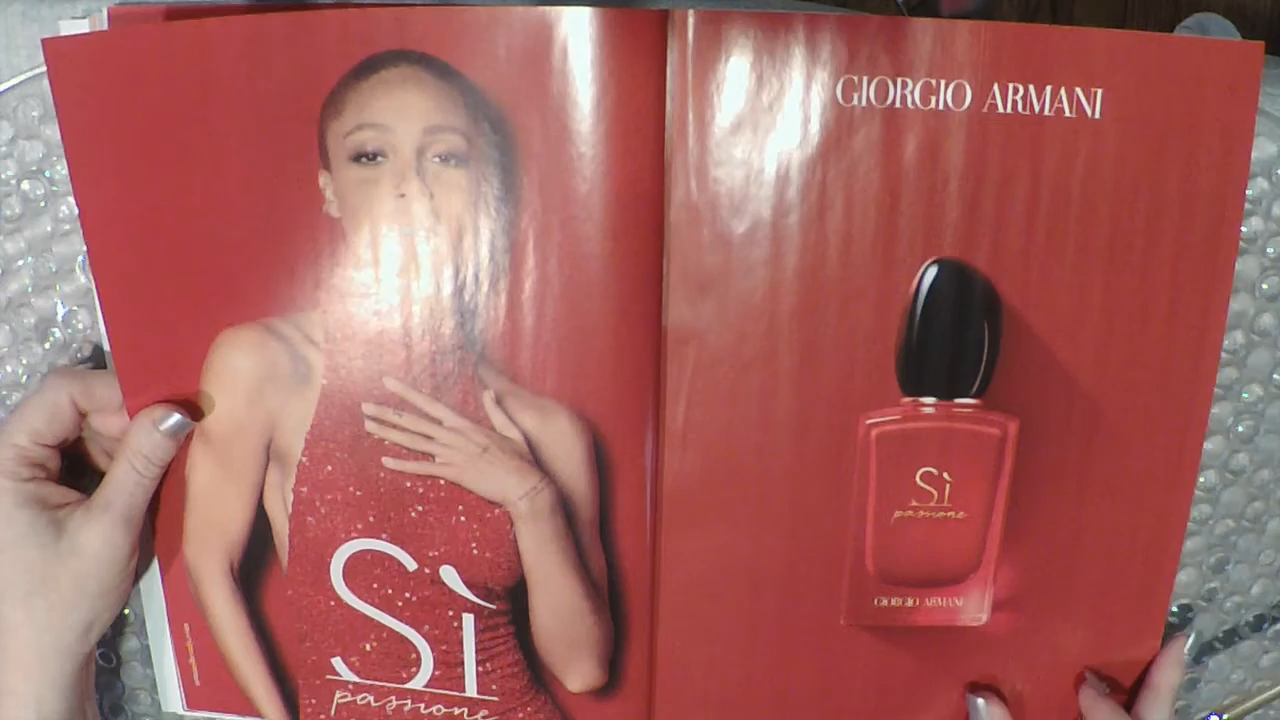 Sì
passione
GIORGIO ARMANI
Sì
passione
GIORGIO ARMANI